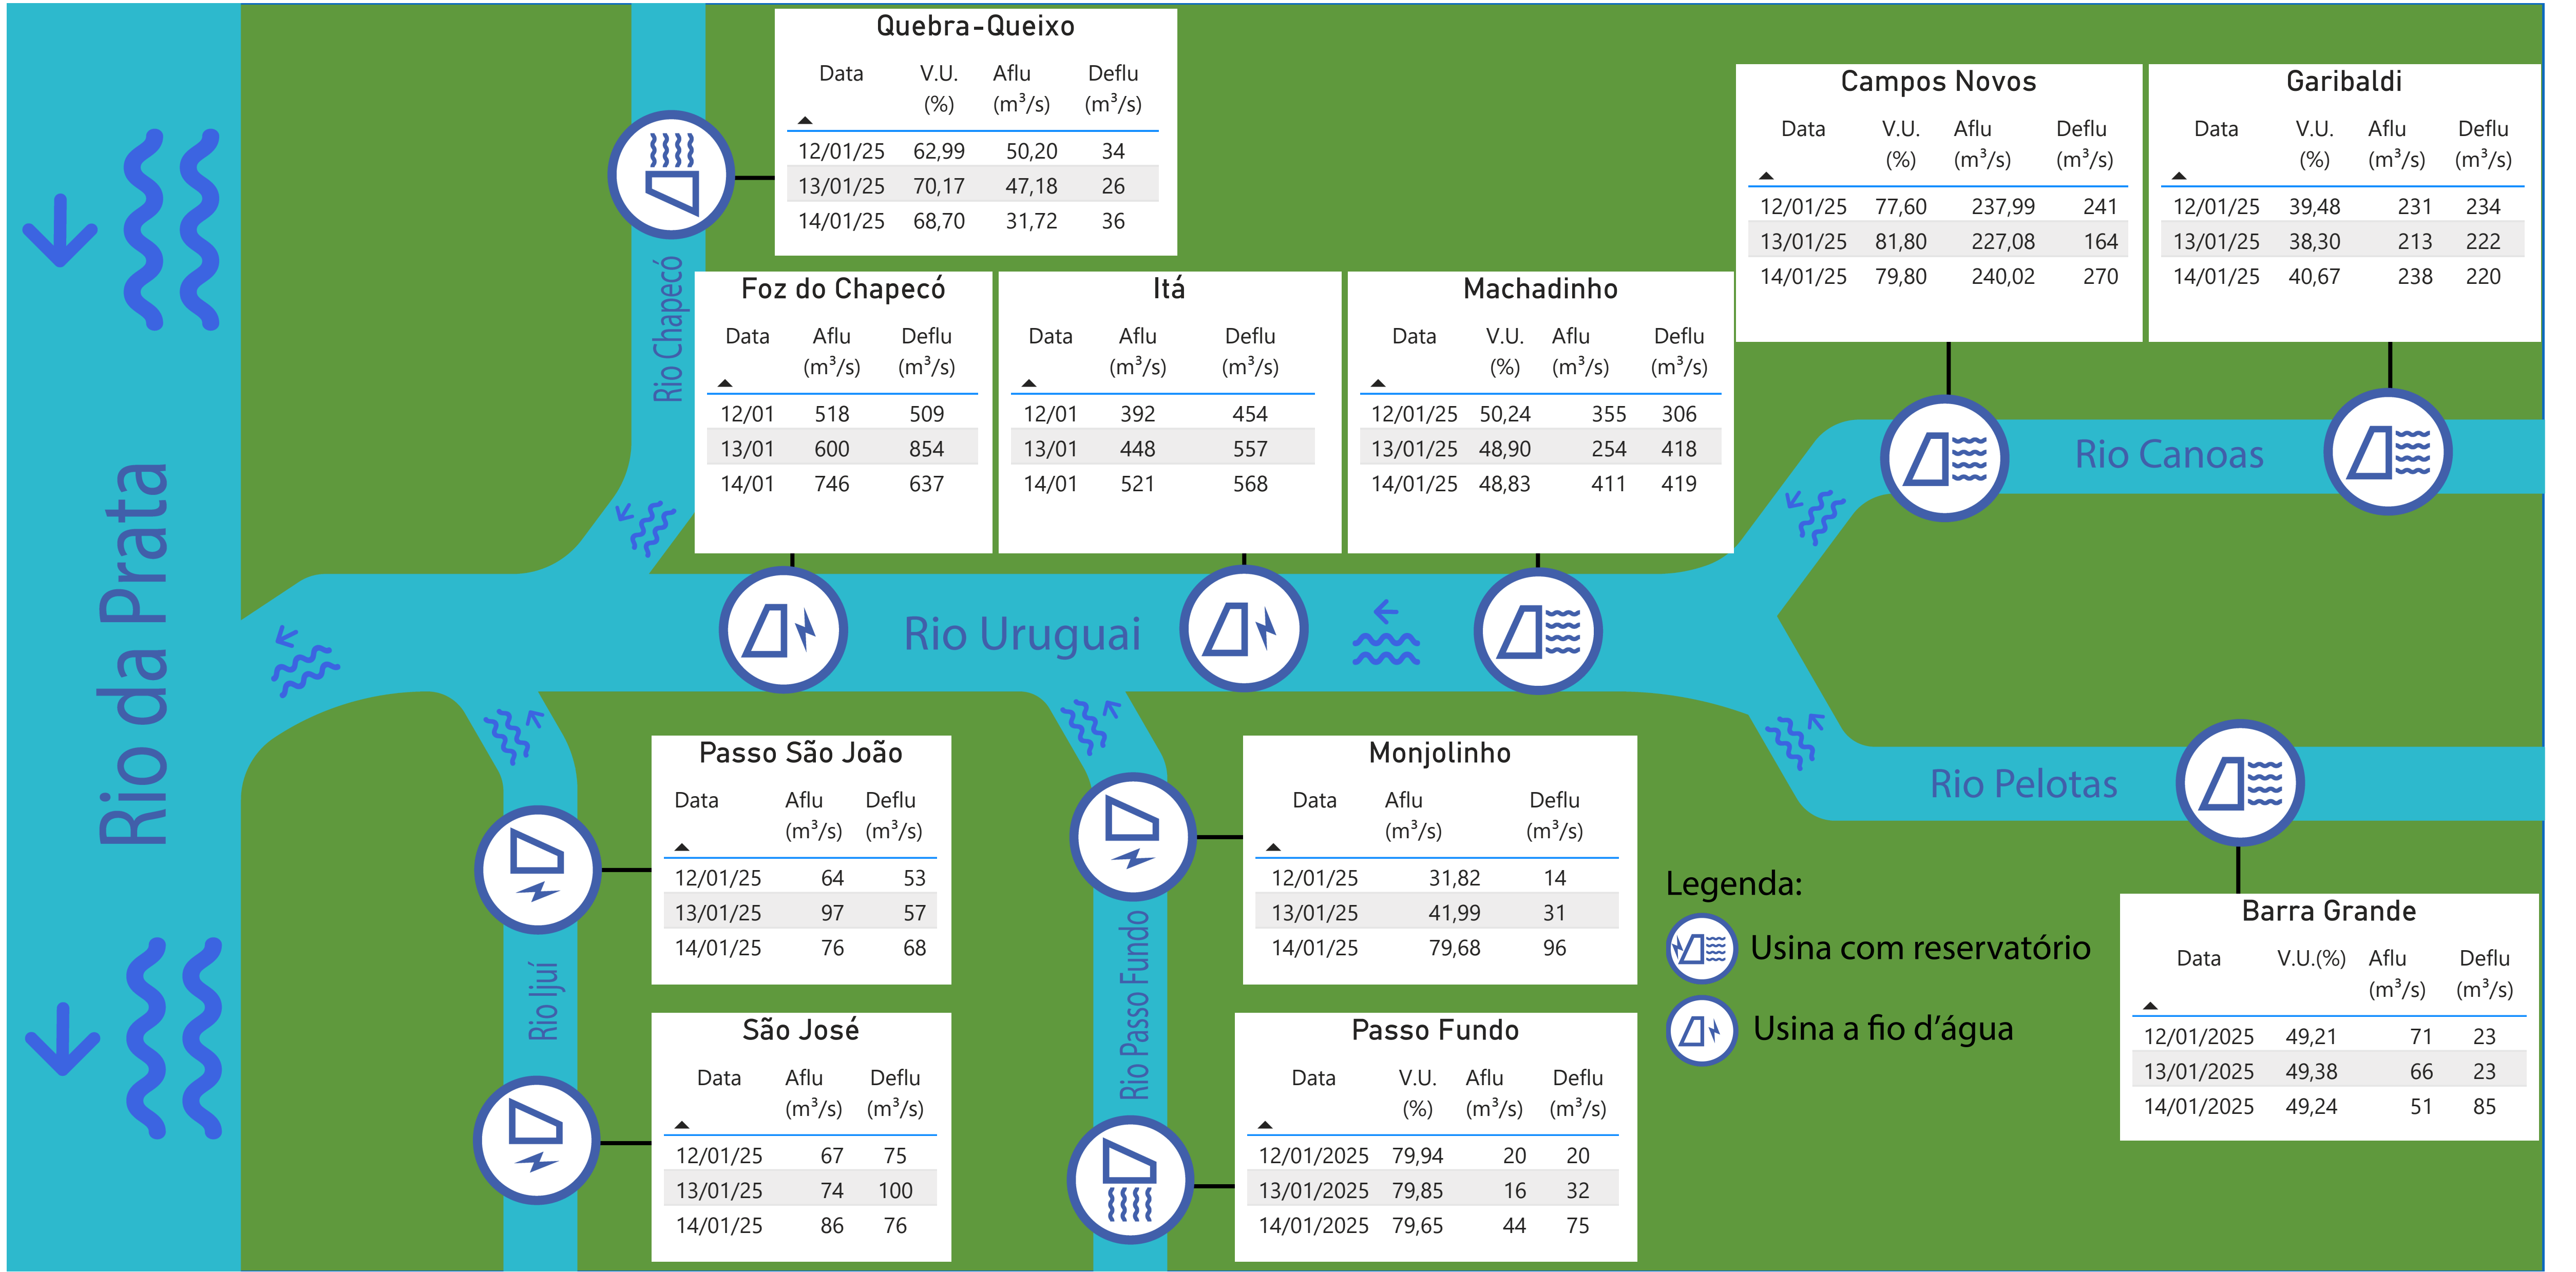 Rio da Prata
Quebra-Queixo
Data V.U. (%) Aflu (m³/s) Deflu (m³/s)
12/01/25 62,99 50,20 34
13/01/25 70,17 47,18 26
14/01/25 68,70 31,72 36
Rio Chapecó
Foz do Chapecó
Data Aflu (m³/s) Deflu (m³/s)
12/01 518 509
13/01 600 854
14/01 746 637
Itá
Data Aflu (m³/s) Deflu (m³/s)
12/01 392 454
13/01 448 557
14/01 521 568
Machadinho
Data V.U. (%) Aflu (m³/s) Deflu (m³/s)
12/01/25 50,24 355 306
13/01/25 48,90 254 418
14/01/25 48,83 411 419
Campos Novos
Data V.U. (%) Aflu (m³/s) Deflu (m³/s)
12/01/25 77,60 237,99 241
13/01/25 81,80 227,08 164
14/01/25 79,80 240,02 270
Garibaldi
Data V.U. (%) Aflu (m³/s) Deflu (m³/s)
12/01/25 39,48 231 234
13/01/25 38,30 213 222
14/01/25 40,67 238 220
Rio Canoas
Rio Uruguai
Rio Pelotas
Passo São João
Data Aflu (m³/s) Deflu (m³/s)
12/01/25 64 53
13/01/25 97 57
14/01/25 76 68
Rio Ijuí
São José
Data Aflu (m³/s) Deflu (m³/s)
12/01/25 67 75
13/01/25 74 100
14/01/25 86 76
Monjolinho
Data Aflu (m³/s) Deflu (m³/s)
12/01/25 31,82 14
13/01/25 41,99 31
14/01/25 79,68 96
Rio Passo Fundo
Passo Fundo
Data V.U. (%) Aflu (m³/s) Deflu (m³/s)
12/01/2025 79,94 20 20
13/01/2025 79,85 16 32
14/01/2025 79,65 44 75
Legenda:
Usina com reservatório
Usina a fio d'água
Barra Grande
Data V.U.(%) Aflu (m³/s) Deflu (m³/s)
12/01/2025 49,21 71 23
13/01/2025 49,38 66 23
14/01/2025 49,24 51 85